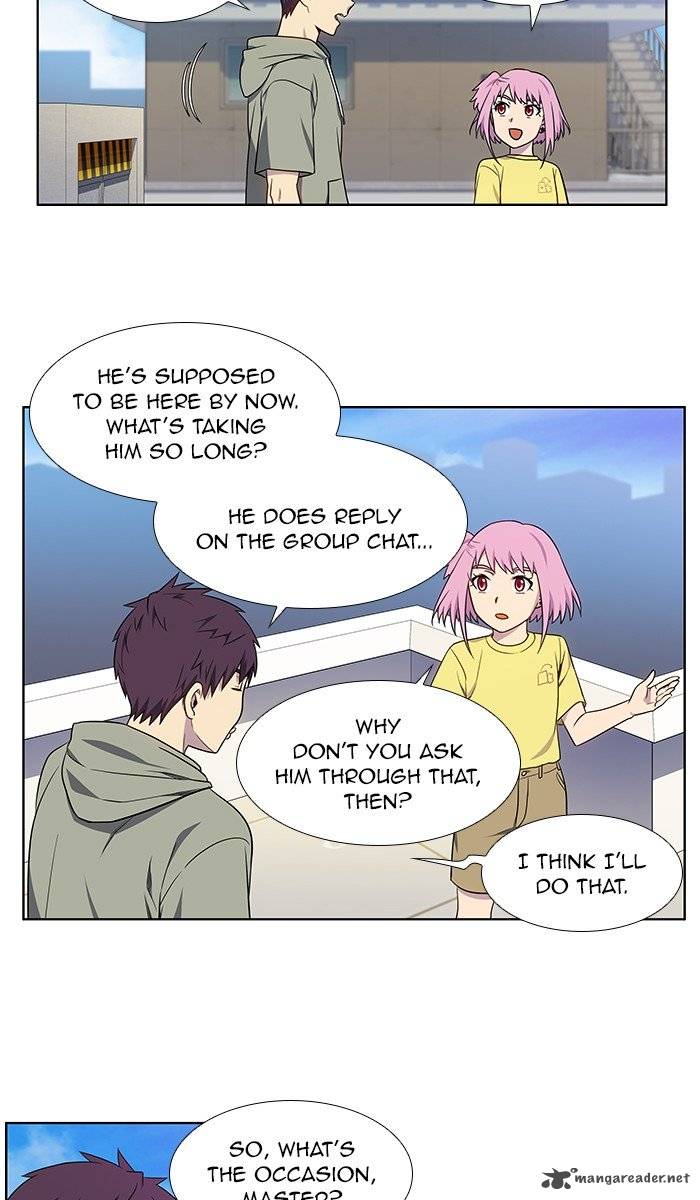 HE'S SUPPOSED
TO BE HERE BY NOW.
WHAT'S TAKING
HIM SO LONG?
HE DOES REPLY
ON THE GROUP CHAT...
WHY
DON'T YOU ASK
HIM THROUGH THAT,
THEN?
I THINK I'LL
DO THAT.
SO, WHAT'S
THE OCCASION,
MASTER?
mangareader.net